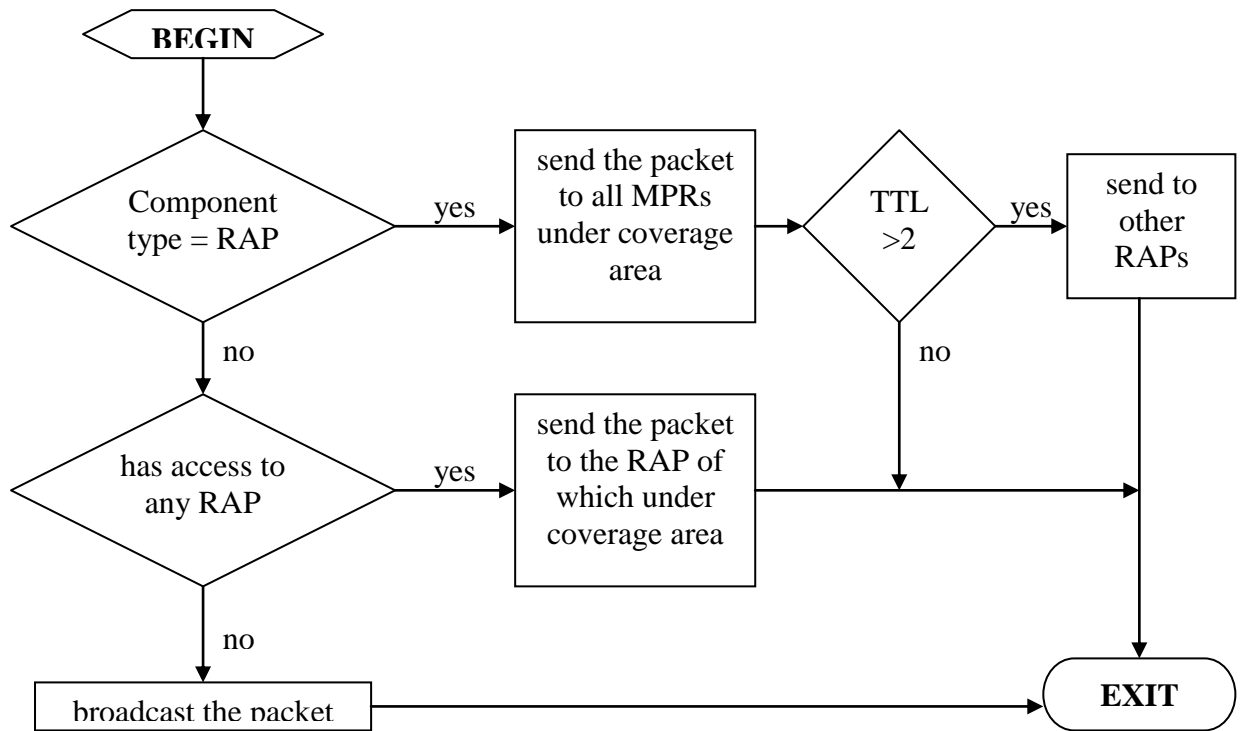 BEGIN
Component
type = RAP
yes
send the packet
to all MPRs
under coverage
area
TTL
>2
yes
send to
other
RAPs
no
no
has access to
any RAP
yes
send the packet
to the RAP of
which under
coverage area
no
broadcast the packet
EXIT